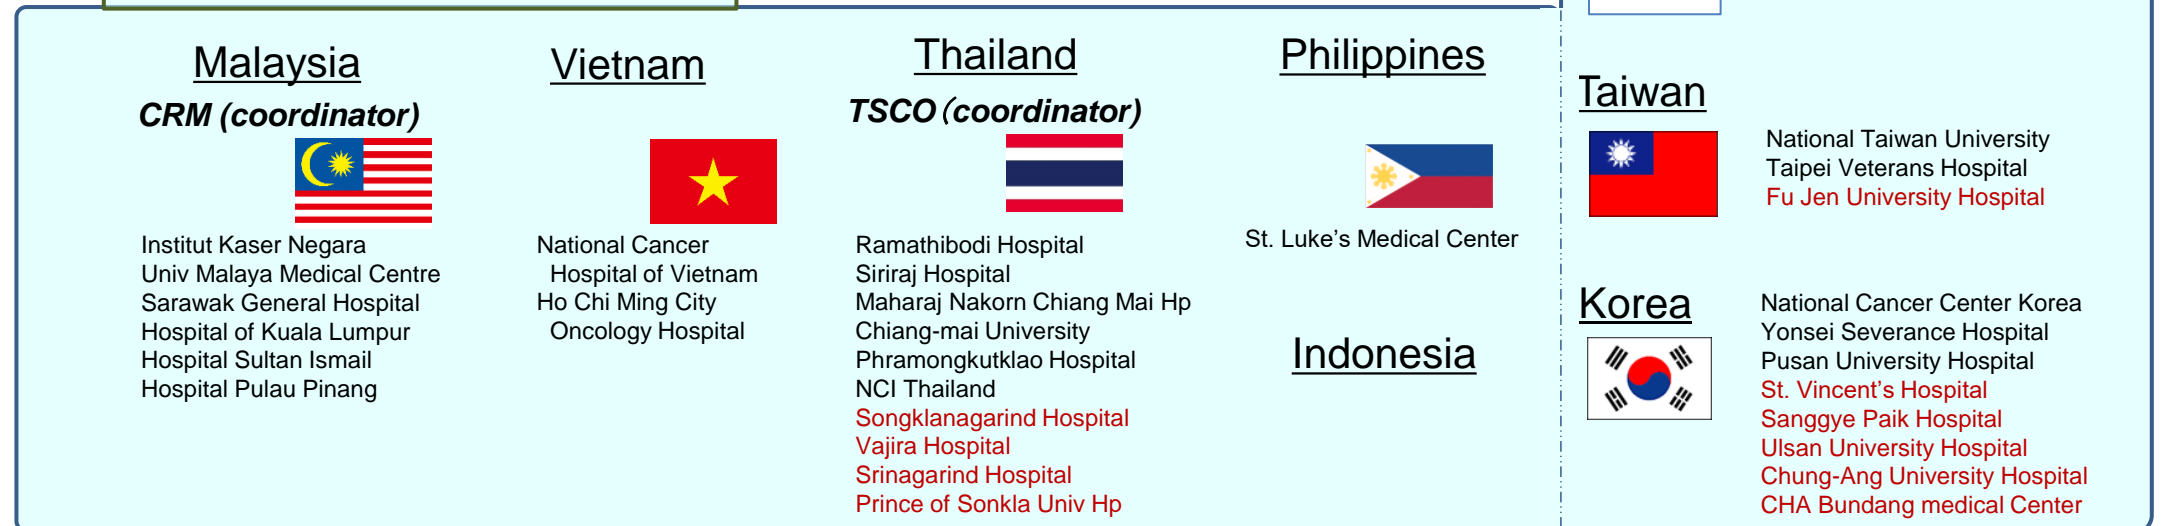 Malaysia
CRM (coordinator)
Institut Kaser Negara
Univ Malaya Medical Centre
Sarawak General Hospital
Hospital of Kuala Lumpur
Hospital Sultan Ismail
Hospital Pulau Pinang
Vietnam
National Cancer
Hospital of Vietnam
Ho Chi Ming City
Oncology Hospital
Thailand
TSCO（coordinator)
Ramathibodi Hospital
Siriraj Hospital
Maharaj Nakorn Chiang Mai Hp
Chiang-mai University
Phramongkutklao Hospital
NCI Thailand
Songklanagarind Hospital
Vajira Hospital
Srinagarind Hospital
Prince of Sonkla Univ Hp
Philippines
St. Luke’s Medical Center
Indonesia
Taiwan
National Taiwan University
Taipei Veterans Hospital
Fu Jen University Hospital
Korea
National Cancer Center Korea
Yonsei Severance Hospital
Pusan University Hospital
St. Vincent’s Hospital
Sanggye Paik Hospital
Ulsan University Hospital
Chung-Ang University Hospital
CHA Bundang medical Center